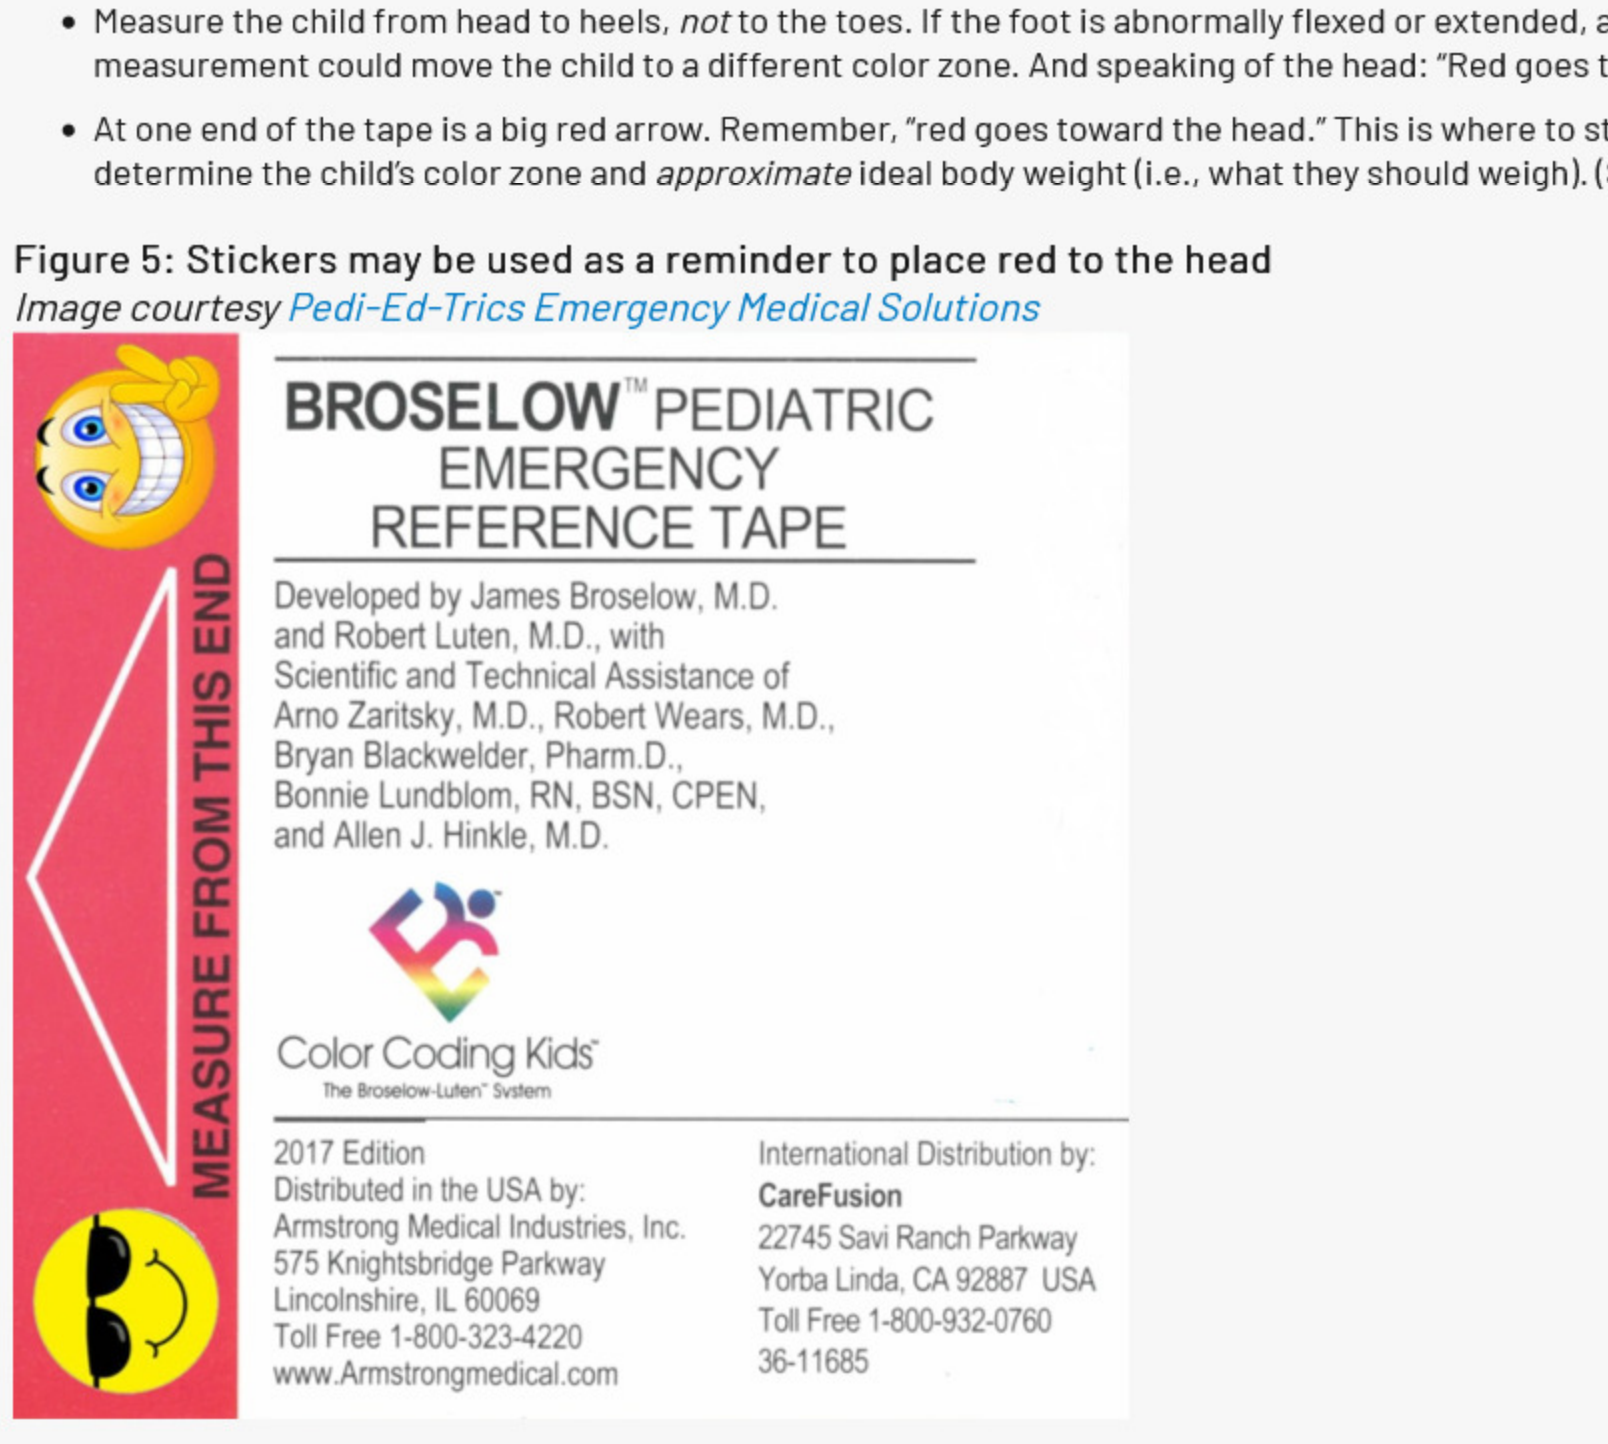 • Measure the child from head to heels, not to the toes. If the foot is abnormally flexed or extended, a
measurement could move the child to a different color zone. And speaking of the head: “Red goes t
• At one end of the tape is a big red arrow. Remember, “red goes toward the head.” This is where to st
determine the child’s color zone and approximate ideal body weight (i.e., what they should weigh). (
Figure 5: Stickers may be used as a reminder to place red to the head
Image courtesy Pedi-Ed-Trics Emergency Medical Solutions
MEASURE FROM THIS END
BROSELOW™ PEDIATRIC
EMERGENCY
REFERENCE TAPE
Developed by James Broselow, M.D.
and Robert Luten, M.D., with
Scientific and Technical Assistance of
Arno Zaritsky, M.D., Robert Wears, M.D.,
Bryan Blackwelder, Pharm.D.,
Bonnie Lundblom, RN, BSN, CPEN,
and Allen J. Hinkle, M.D.
Color Coding Kids™
The Broselow-Luten™ System
2017 Edition
Distributed in the USA by:
Armstrong Medical Industries, Inc.
575 Knightsbridge Parkway
Lincolnshire, IL 60069
Toll Free 1-800-323-4220
www.Armstrongmedical.com
International Distribution by:
CareFusion
22745 Savi Ranch Parkway
Yorba Linda, CA 92887 USA
Toll Free 1-800-932-0760
36-11685